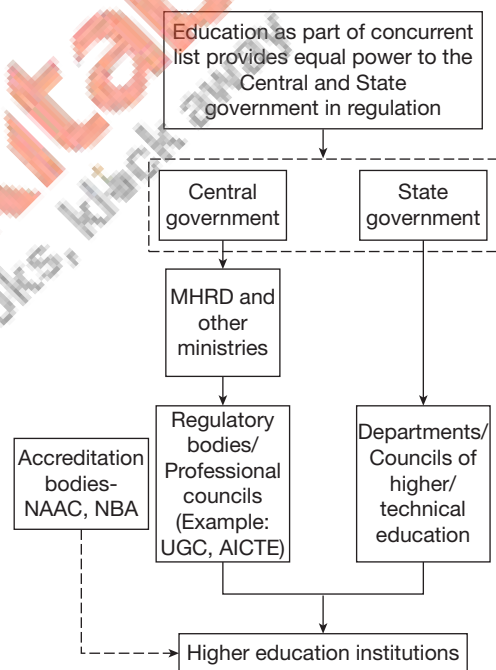 Education as part of concurrent
list provides equal power to the
Central and State
government in regulation
Central
government
State
government
MHRD and
other
ministries
Regulatory
bodies/
Professional
councils
(Example:
UGC, AICTE)
Departments/
Councils of
higher/
technical
education
Accreditation
bodies-
NAAC, NBA
Higher education institutions